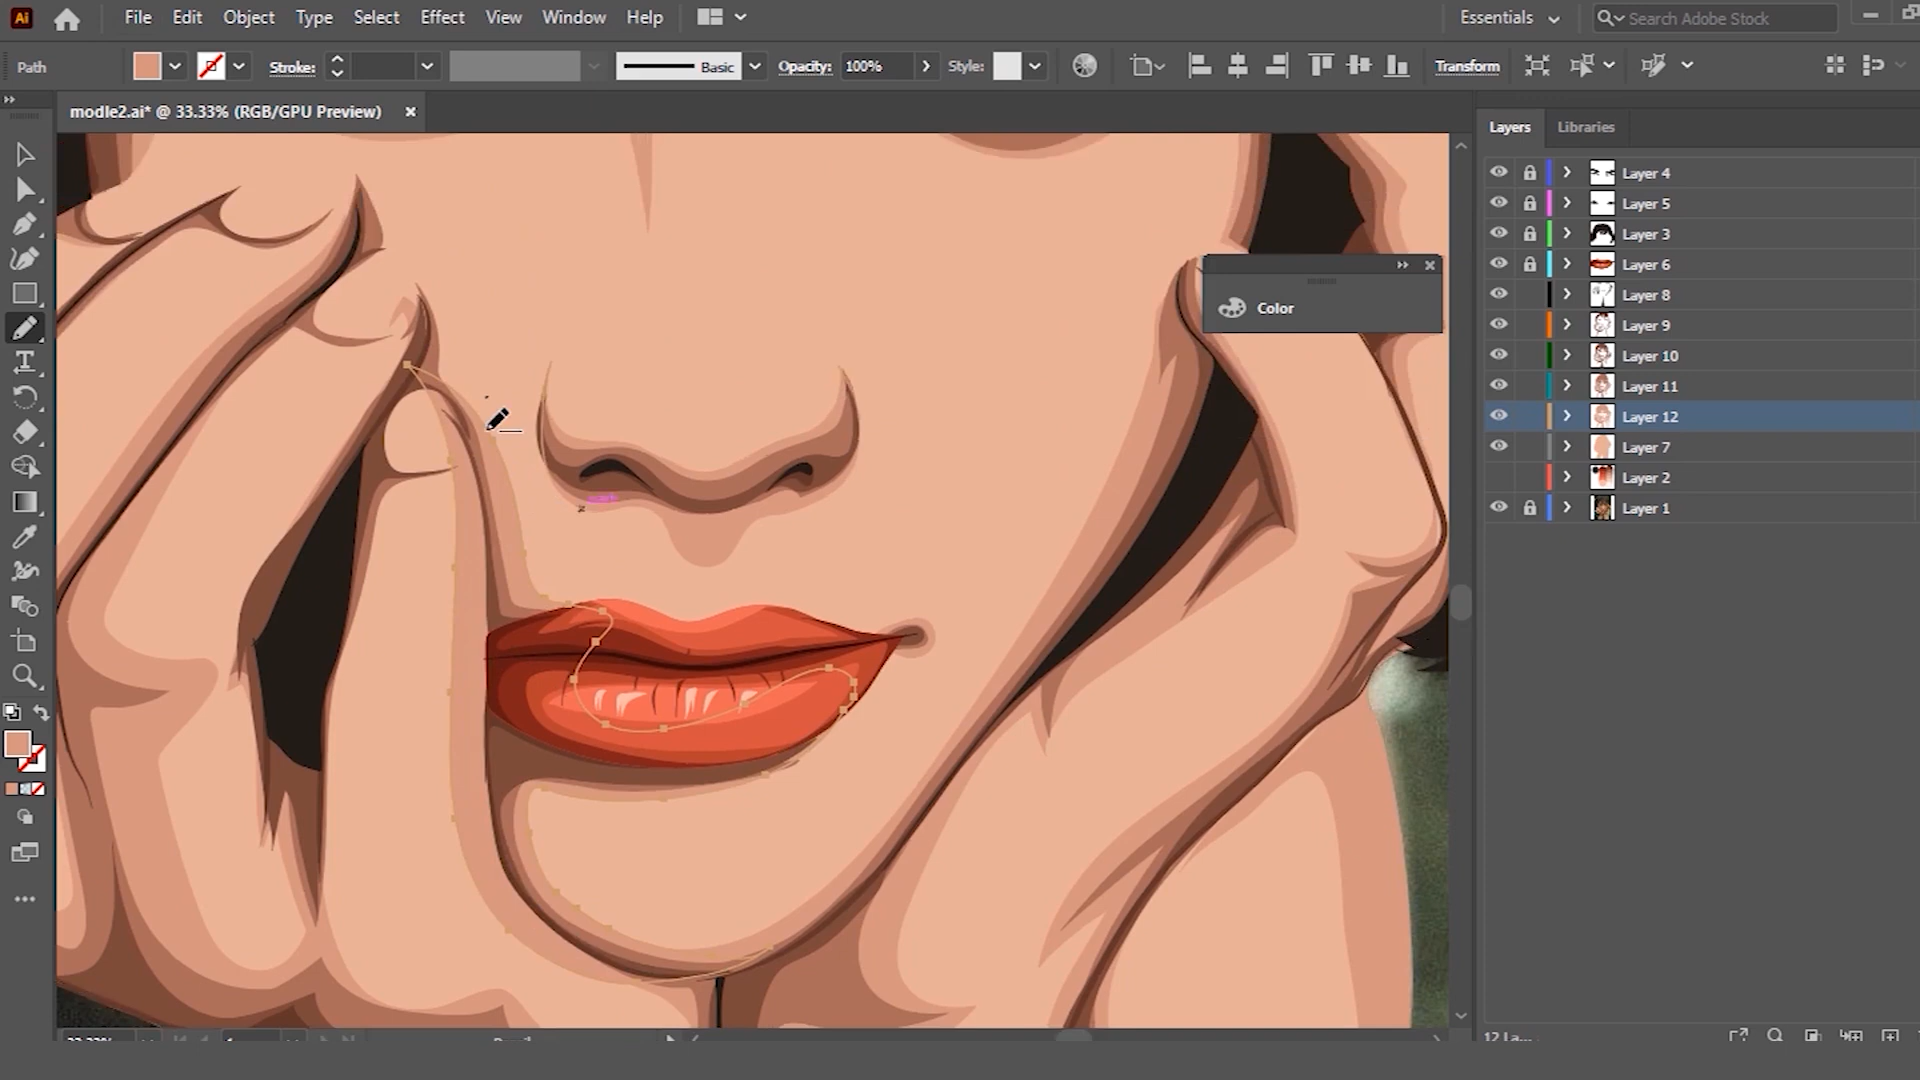 Ai File Edit Object Type Select Effect View Window Help Essentials Search Adobe Stock
Path Stroke: Basic Opacity: 100% Style: Transform
modle2.ai* @ 33.33% (RGB/GPU Preview)
Layers Libraries
Layer 4
Layer 5
Layer 3
Layer 6
Layer 8
Layer 9
Layer 10
Layer 11
Layer 12
Layer 7
Layer 2
Layer 1
Color